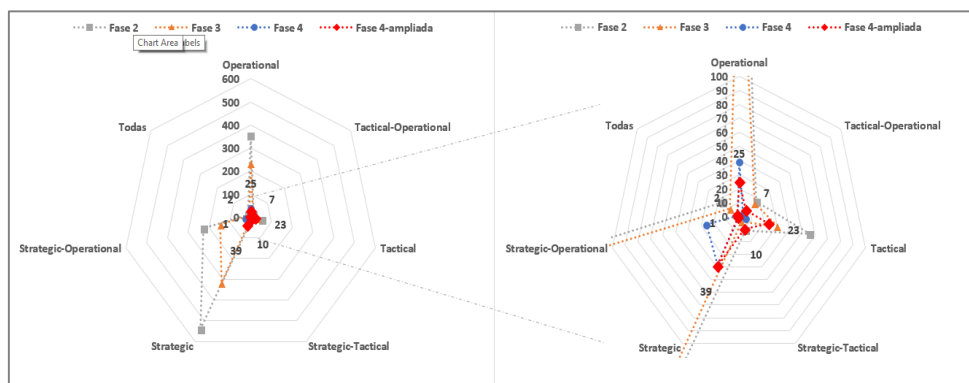 Fase 2 Fase 3 Fase 4 Fase 4-ampliada
Chart Area bels
Operational
600
500
400
300
200
100
0
Todas
Tactical-Operational
25
7
2
23
1
10
39
Strategic-Operational
Tactical
Strategic
Strategic-Tactical
Fase 2 Fase 3 Fase 4 Fase 4-ampliada
Operational
100
90
80
70
60
50
40
30
20
10
0
Todas
Tactical-Operational
25
7
2
23
1
10
39
Strategic-Operational
Tactical
Strategic
Strategic-Tactical